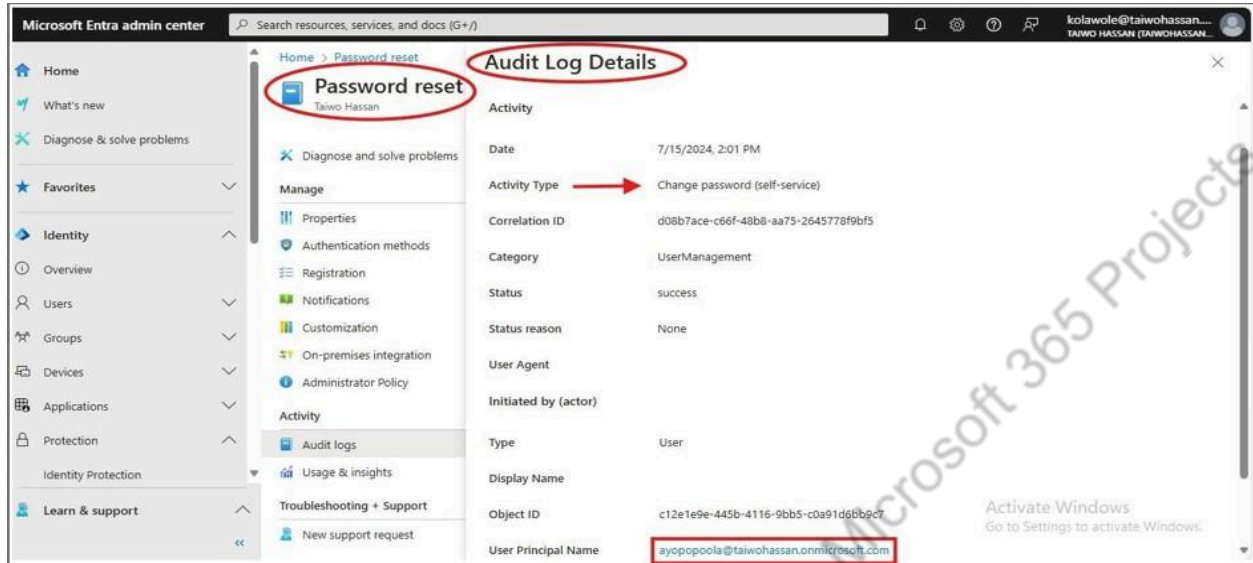 Microsoft Entra admin center
Search resources, services, and docs (G+/)
kolawole@taiwohassan....
TAIWO HASSAN (TAIWOHASSAN...
Home
What's new
Diagnose & solve problems
Favorites
Identity
Overview
Users
Groups
Devices
Applications
Protection
Identity Protection
Learn & support
Home > Password reset
Password reset
Taiwo Hassan
Diagnose and solve problems
Manage
Properties
Authentication methods
Registration
Notifications
Customization
On-premises integration
Administrator Policy
Activity
Audit logs
Usage & insights
Troubleshooting + Support
New support request
Audit Log Details
Activity
Date 7/15/2024, 2:01 PM
Activity Type Change password (self-service)
Correlation ID d08b7ace-c66f-48b8-aa75-2645778f9bf5
Category UserManagement
Status success
Status reason None
User Agent
Initiated by (actor)
Type User
Display Name
Object ID c12e1e9e-445b-4116-9bb5-c0a91d6bb9c7
User Principal Name ayopopoola@taiwohassan.onmicrosoft.com
Microsoft 365 Projects
Activate Windows
Go to Settings to activate Windows.